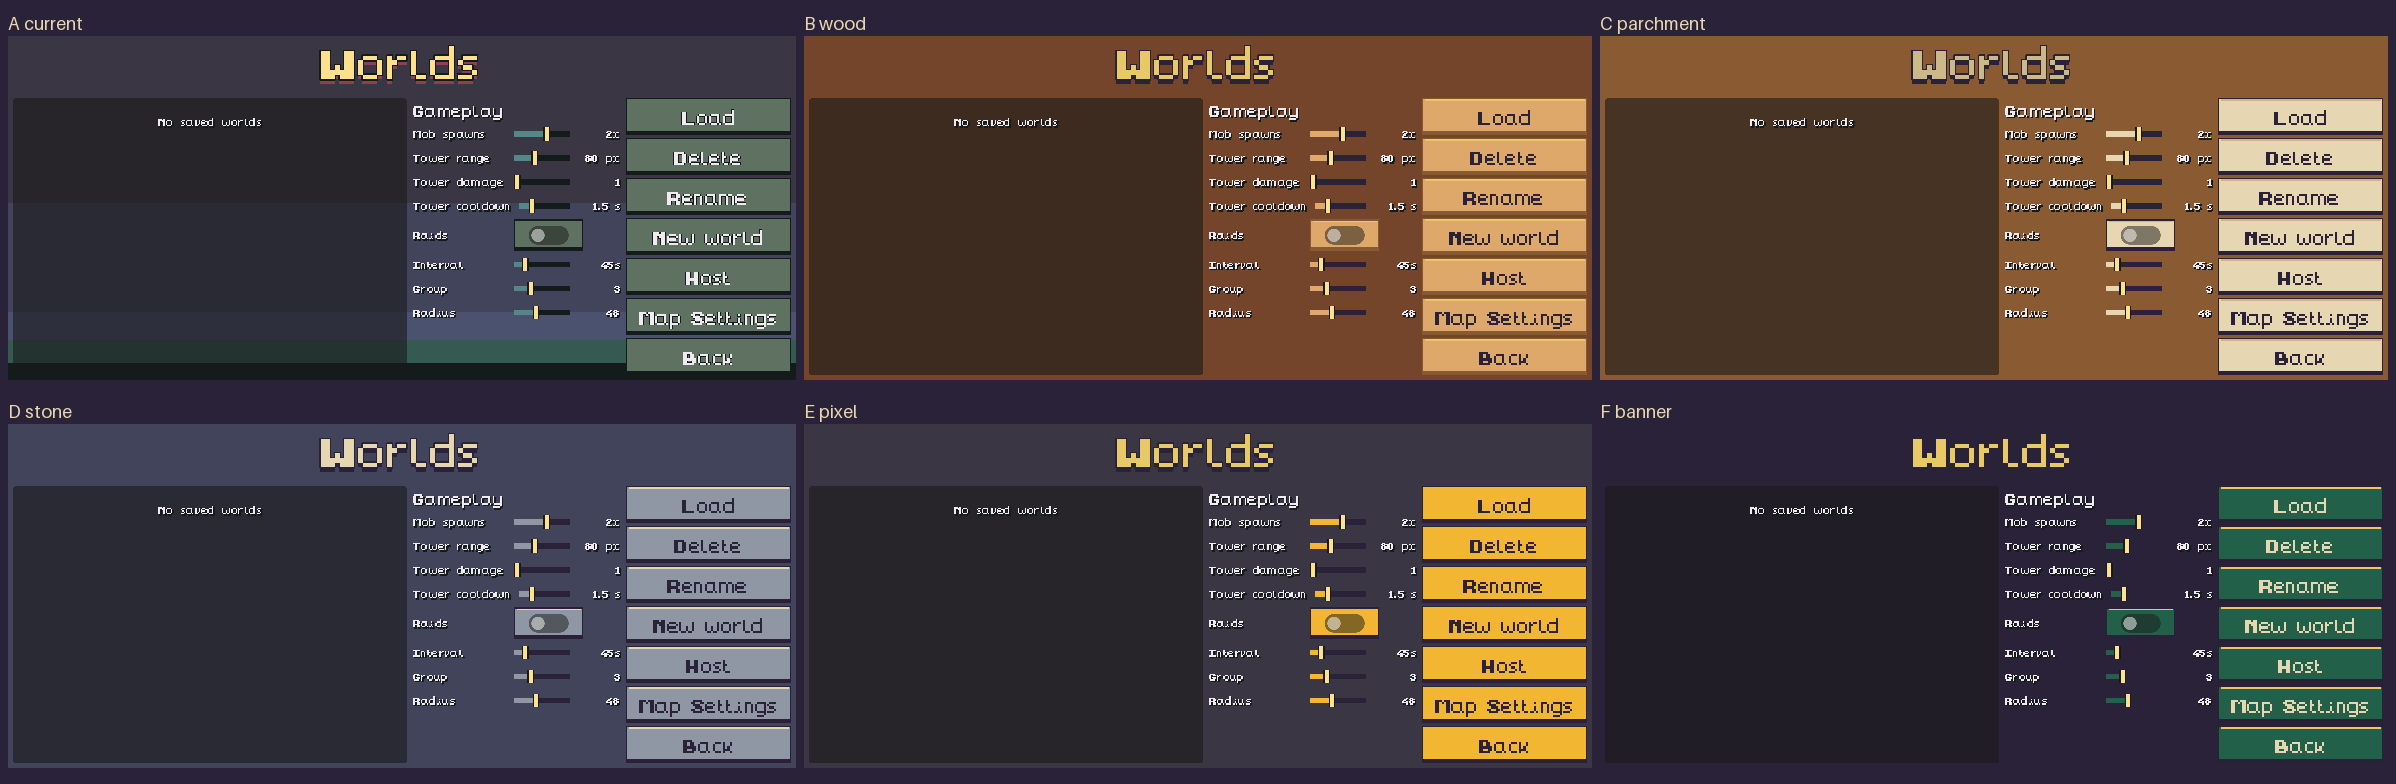 A current
Worlds
No saved worlds
Gameplay
Mob spawns 2x
Tower range 80 px
Tower damage 1
Tower cooldown 1.5 s
Raids
Interval 45s
Group 3
Radius 48
Load
Delete
Rename
New world
Host
Map Settings
Back
B wood
Worlds
No saved worlds
Gameplay
Mob spawns 2x
Tower range 80 px
Tower damage 1
Tower cooldown 1.5 s
Raids
Interval 45s
Group 3
Radius 48
Load
Delete
Rename
New world
Host
Map Settings
Back
C parchment
Worlds
No saved worlds
Gameplay
Mob spawns 2x
Tower range 80 px
Tower damage 1
Tower cooldown 1.5 s
Raids
Interval 45s
Group 3
Radius 48
Load
Delete
Rename
New world
Host
Map Settings
Back
D stone
Worlds
No saved worlds
Gameplay
Mob spawns 2x
Tower range 80 px
Tower damage 1
Tower cooldown 1.5 s
Raids
Interval 45s
Group 3
Radius 48
Load
Delete
Rename
New world
Host
Map Settings
Back
E pixel
Worlds
No saved worlds
Gameplay
Mob spawns 2x
Tower range 80 px
Tower damage 1
Tower cooldown 1.5 s
Raids
Interval 45s
Group 3
Radius 48
Load
Delete
Rename
New world
Host
Map Settings
Back
F banner
Worlds
No saved worlds
Gameplay
Mob spawns 2x
Tower range 80 px
Tower damage 1
Tower cooldown 1.5 s
Raids
Interval 45s
Group 3
Radius 48
Load
Delete
Rename
New world
Host
Map Settings
Back